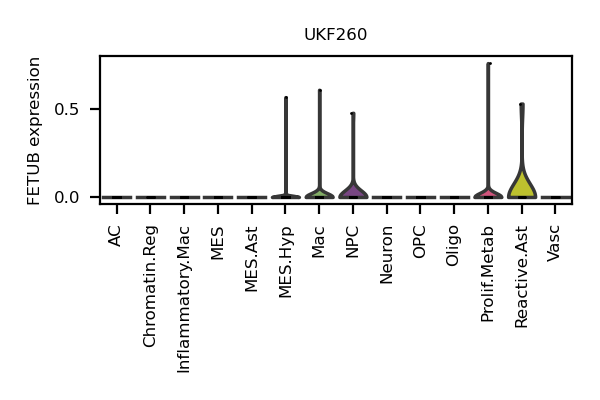 UKF260
FETUB expression
0.5
0.0
AC
Chromatin.Reg
Inflammatory.Mac
MES
MES.Ast
MES.Hyp
Mac
NPC
Neuron
OPC
Oligo
Prolif.Metab
Reactive.Ast
Vasc